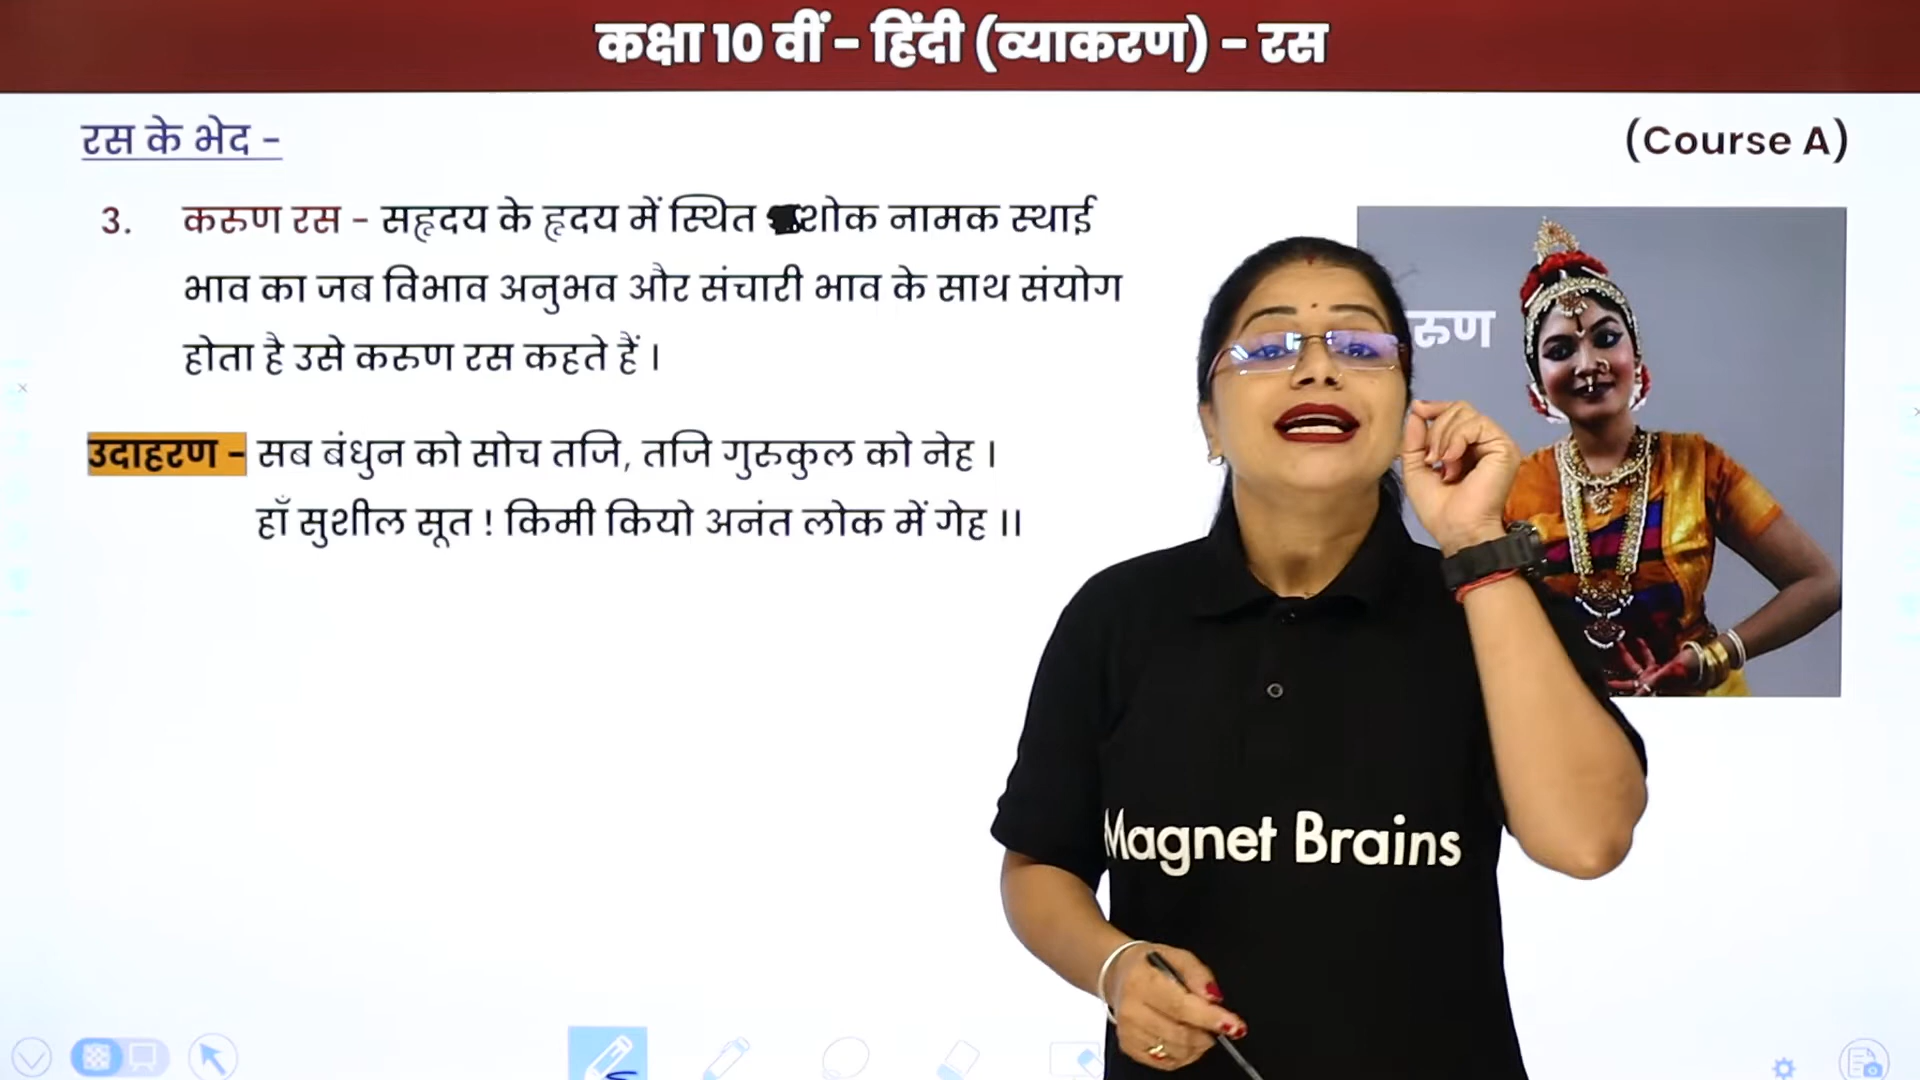 कक्षा 10 वीं - हिंदी (व्याकरण) - रस
रस के भेद -
(Course A)
3. करुण रस - सहृदय के हृदय में स्थित शोक नामक स्थाई
भाव का जब विभाव अनुभव और संचारी भाव के साथ संयोग
होता है उसे करुण रस कहते हैं ।
उदाहरण - सब बंधुन को सोच तजि, तजि गुरुकुल को नेह ।
हाँ सुशील सूत ! किमी कियो अनंत लोक में गेह ।।
रुण
Magnet Brains